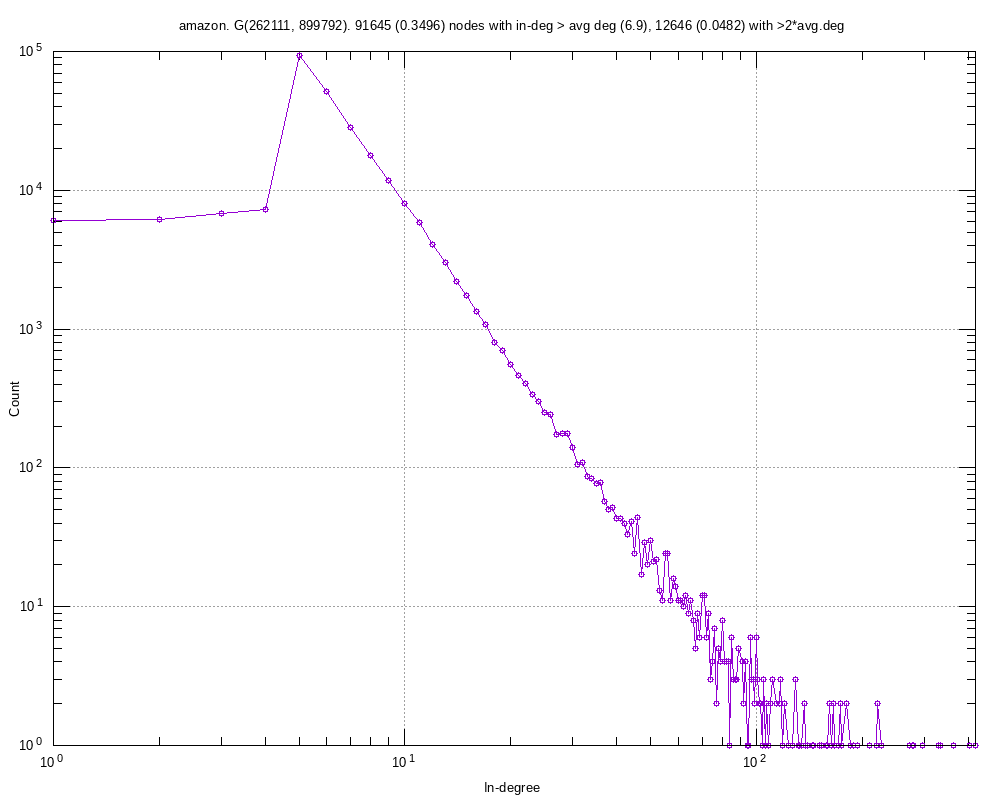 amazon. G(262111, 899792). 91645 (0.3496) nodes with in-deg > avg deg (6.9), 12646 (0.0482) with >2*avg.deg
10^5
10^4
10^3
10^2
10^1
10^0
Count
10^0 10^1 10^2
In-degree